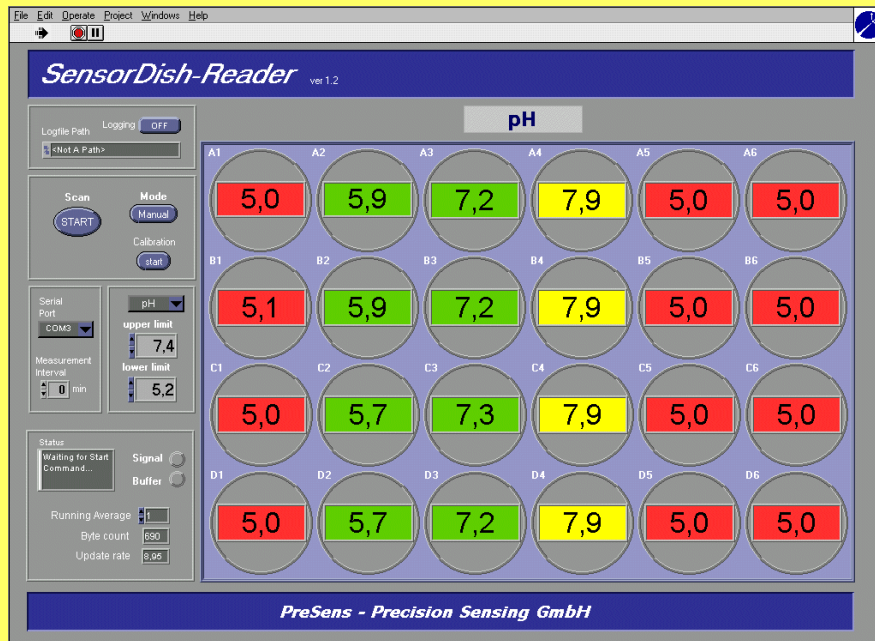 File Edit Operate Project Windows Help
SensorDish-Reader ver 1.2
Logging OFF
Logfile Path
<Not A Path>
Scan
START
Mode
Manual
Calibration
start
Serial
Port
COM3
Measurement
Interval
0 min
pH
upper limit
7,4
lower limit
5,2
Status
Waiting for Start
Command...
Signal
Buffer
Running Average 1
Byte count 690
Update rate 8,95
pH
A1 A2 A3 A4 A5 A6
5,0 5,9 7,2 7,9 5,0 5,0
B1 B2 B3 B4 B5 B6
5,1 5,9 7,2 7,9 5,0 5,0
C1 C2 C3 C4 C5 C6
5,0 5,7 7,3 7,9 5,0 5,0
D1 D2 D3 D4 D5 D6
5,0 5,7 7,2 7,9 5,0 5,0
PreSens - Precision Sensing GmbH